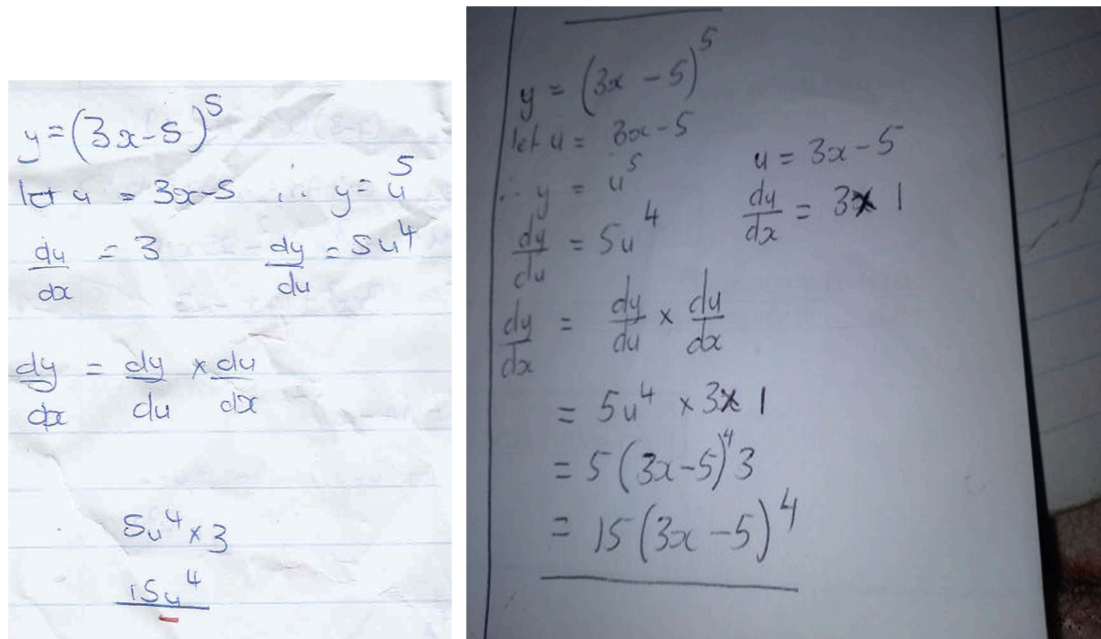 y = (3x-5)^5
let u = 3x-5 ∴ y = u^5
du/dx = 3 dy/du = 5u^4
dy/dx = dy/du × du/dx
5u^4 × 3
15u^4
y = (3x - 5)^5
let u = 3x-5
∴ y = u^5 u = 3x-5
dy/du = 5u^4 du/dx = 3× 1
dy/dx = dy/du × du/dx
= 5u^4 × 3× 1
= 5(3x-5)^4 3
= 15(3x-5)^4